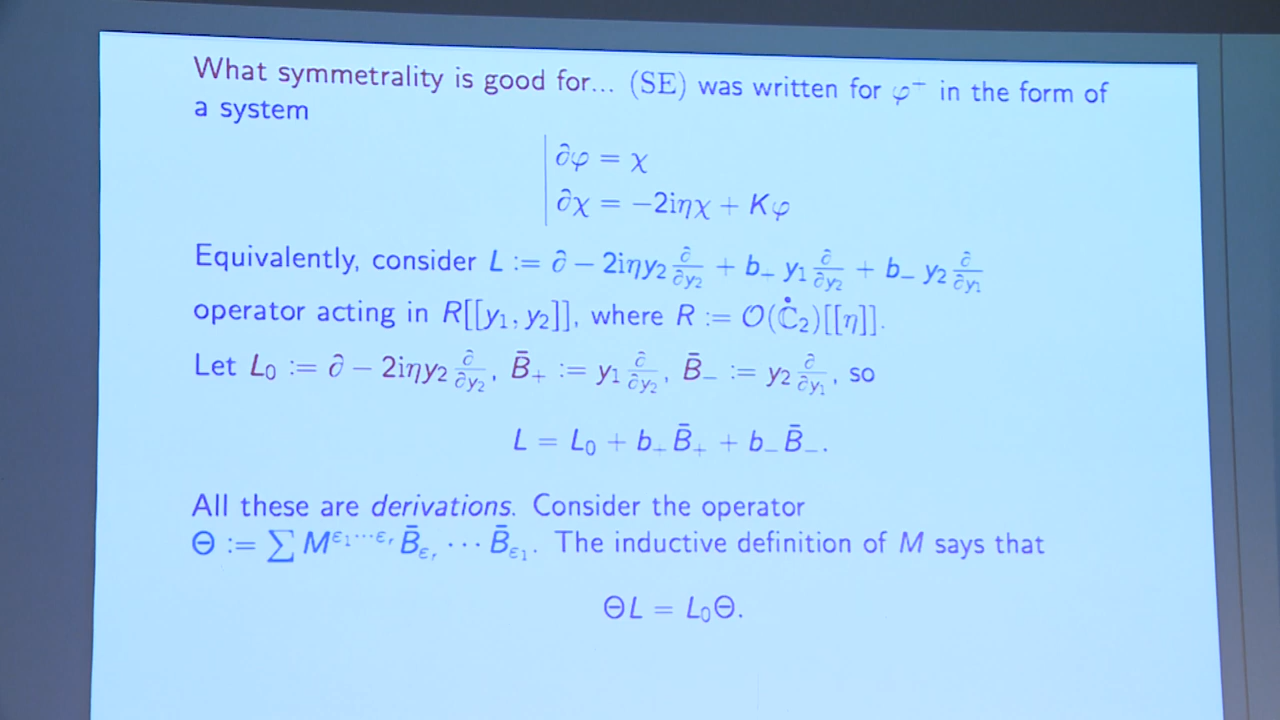 What symmetrality is good for... (SE) was written for φ⁺ in the form of
a system
∂φ = χ
∂χ = −2iηχ + Kφ
Equivalently, consider L := ∂ − 2iηy₂ ∂/∂y₂ + b₊ y₁ ∂/∂y₂ + b₋ y₂ ∂/∂y₁
operator acting in R[[y₁, y₂]], where R := 𝒪(Ċ₂)[[η]].
Let L₀ := ∂ − 2iηy₂ ∂/∂y₂, B̄₊ := y₁ ∂/∂y₂, B̄₋ := y₂ ∂/∂y₁, so
L = L₀ + b₊B̄₊ + b₋B̄₋.
All these are derivations. Consider the operator
Θ := ∑ M^{ε₁···εᵣ} B̄_{εᵣ} ··· B̄_{ε₁}. The inductive definition of M says that
ΘL = L₀Θ.